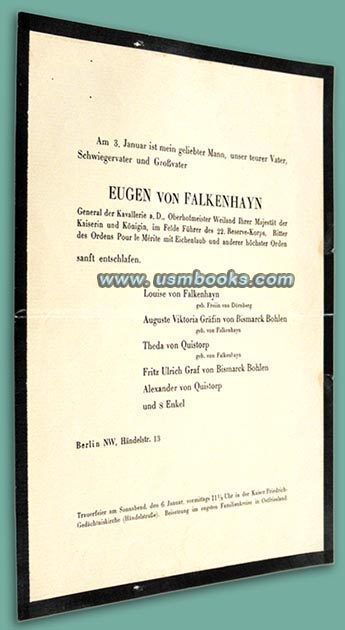 Am 3. Januar ist mein geliebter Mann, unser teurer Vater,
Schwiegervater und Großvater
EUGEN VON FALKENHAYN
General der Kavallerie a. D., Oberhofmeister Weiland Ihrer Majestät der
Kaiserin und Königin, im Felde Führer des 22. Reserve-Korps, Ritter
des Ordens Pour le Mérite mit Eichenlaub und anderer höchster Orden
sanft entschlafen.
www.usmbooks.com
Louise von Falkenhayn
geb. Freiin von Dürnberg
Auguste Viktoria Gräfin von Bismarck Bohlen
geb. von Falkenhayn
Theda von Quistorp
geb. von Falkenhayn
Fritz Ulrich Graf von Bismarck Bohlen
Alexander von Quistorp
und 8 Enkel
Berlin NW, Händelstr. 13
Trauerfeier am Sonnabend, den 6. Januar, vormittags 11½ Uhr in der Kaiser Friedrich-
Gedächtniskirche (Händelstraße). Beisetzung im engsten Familienkreise in Ostfriesland